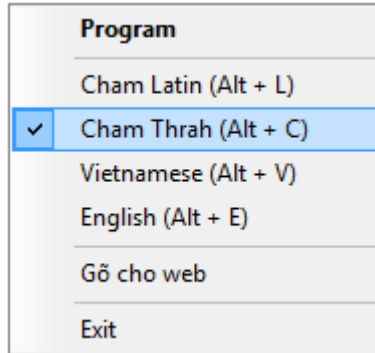 Program
Cham Latin (Alt + L)
Cham Thrah (Alt + C)
Vietnamese (Alt + V)
English (Alt + E)
Gõ cho web
Exit